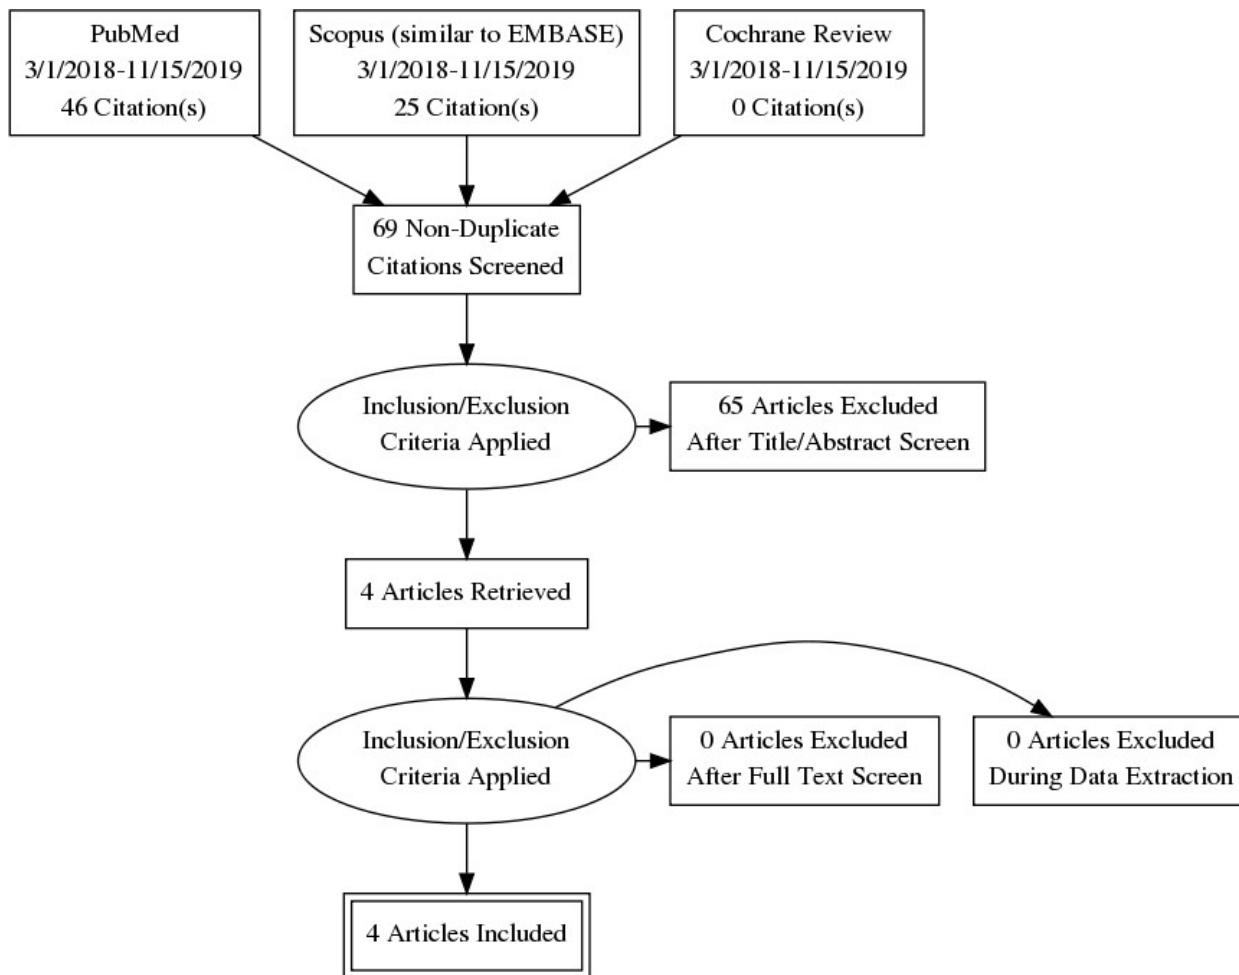 PubMed
3/1/2018-11/15/2019
46 Citation(s)
Scopus (similar to EMBASE)
3/1/2018-11/15/2019
25 Citation(s)
Cochrane Review
3/1/2018-11/15/2019
0 Citation(s)
69 Non-Duplicate
Citations Screened
Inclusion/Exclusion
Criteria Applied
65 Articles Excluded
After Title/Abstract Screen
4 Articles Retrieved
Inclusion/Exclusion
Criteria Applied
0 Articles Excluded
After Full Text Screen
0 Articles Excluded
During Data Extraction
4 Articles Included